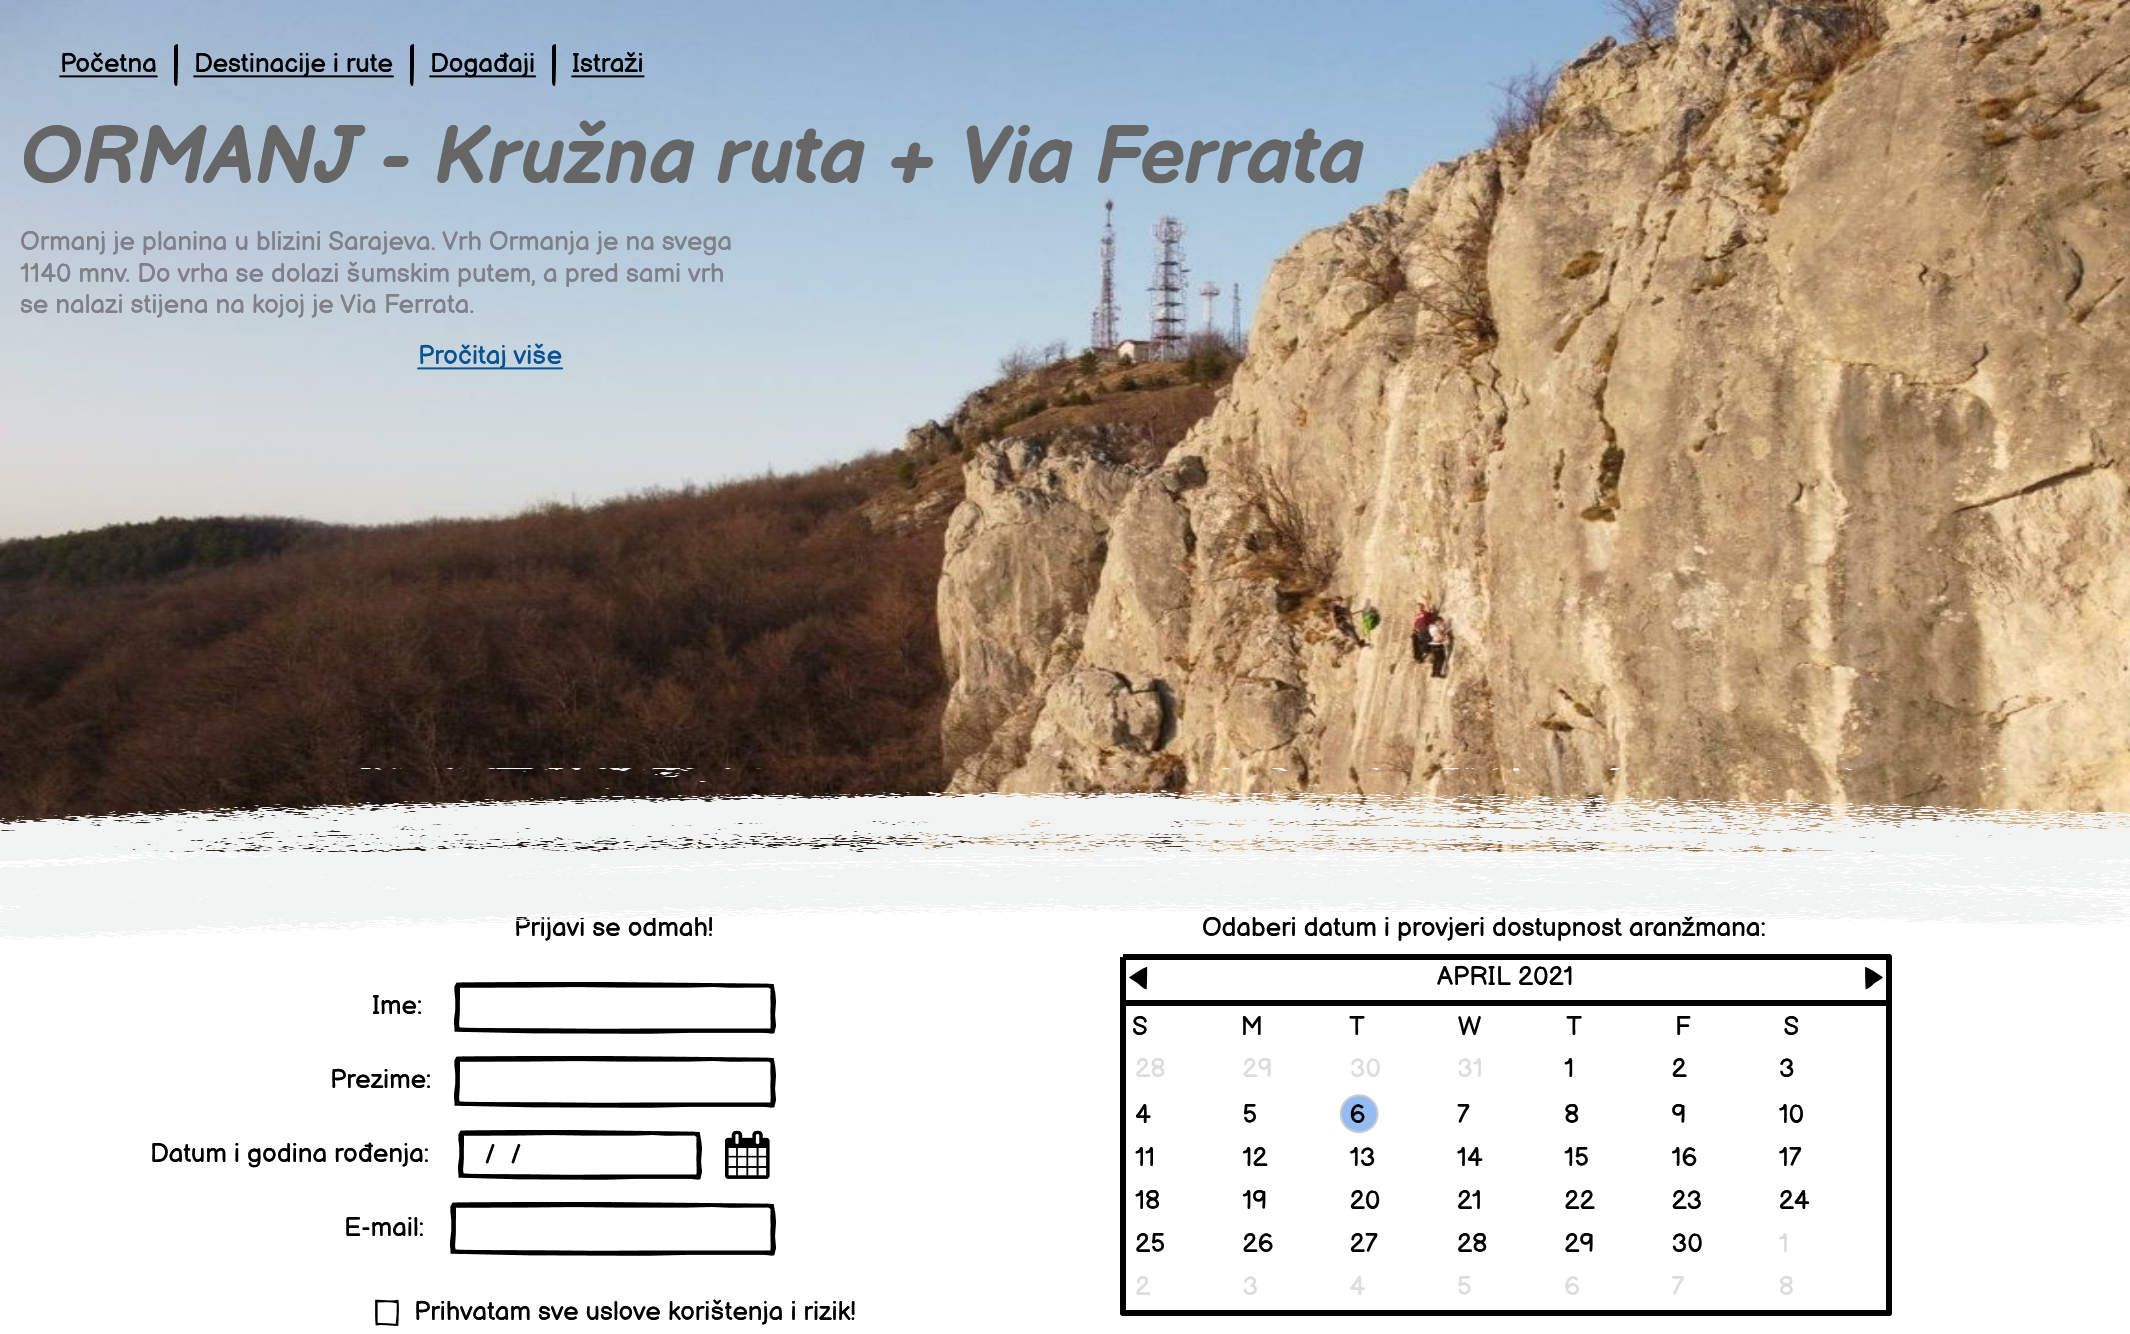 Početna | Destinacije i rute | Događaji | Istraži
ORMANJ - Kružna ruta + Via Ferrata
Ormanj je planina u blizini Sarajeva. Vrh Ormanja je na svega
1140 mnv. Do vrha se dolazi šumskim putem, a pred sami vrh
se nalazi stijena na kojoj je Via Ferrata.
Pročitaj više
Prijavi se odmah!
Ime:
Prezime:
Datum i godina rođenja: / /
E-mail:
Prihvatam sve uslove korištenja i rizik!
Odaberi datum i provjeri dostupnost aranžmana:
APRIL 2021
S M T W T F S
28 29 30 31 1 2 3
4 5 6 7 8 9 10
11 12 13 14 15 16 17
18 19 20 21 22 23 24
25 26 27 28 29 30 1
2 3 4 5 6 7 8